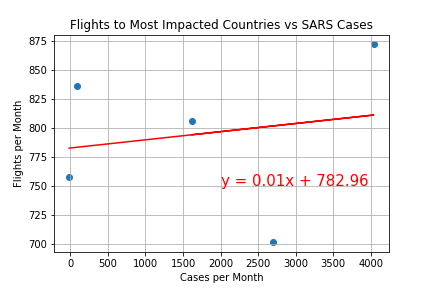 Flights to Most Impacted Countries vs SARS Cases
875
850
825
800
775
750
725
700
Flights per Month
y = 0.01x + 782.96
0 500 1000 1500 2000 2500 3000 3500 4000
Cases per Month